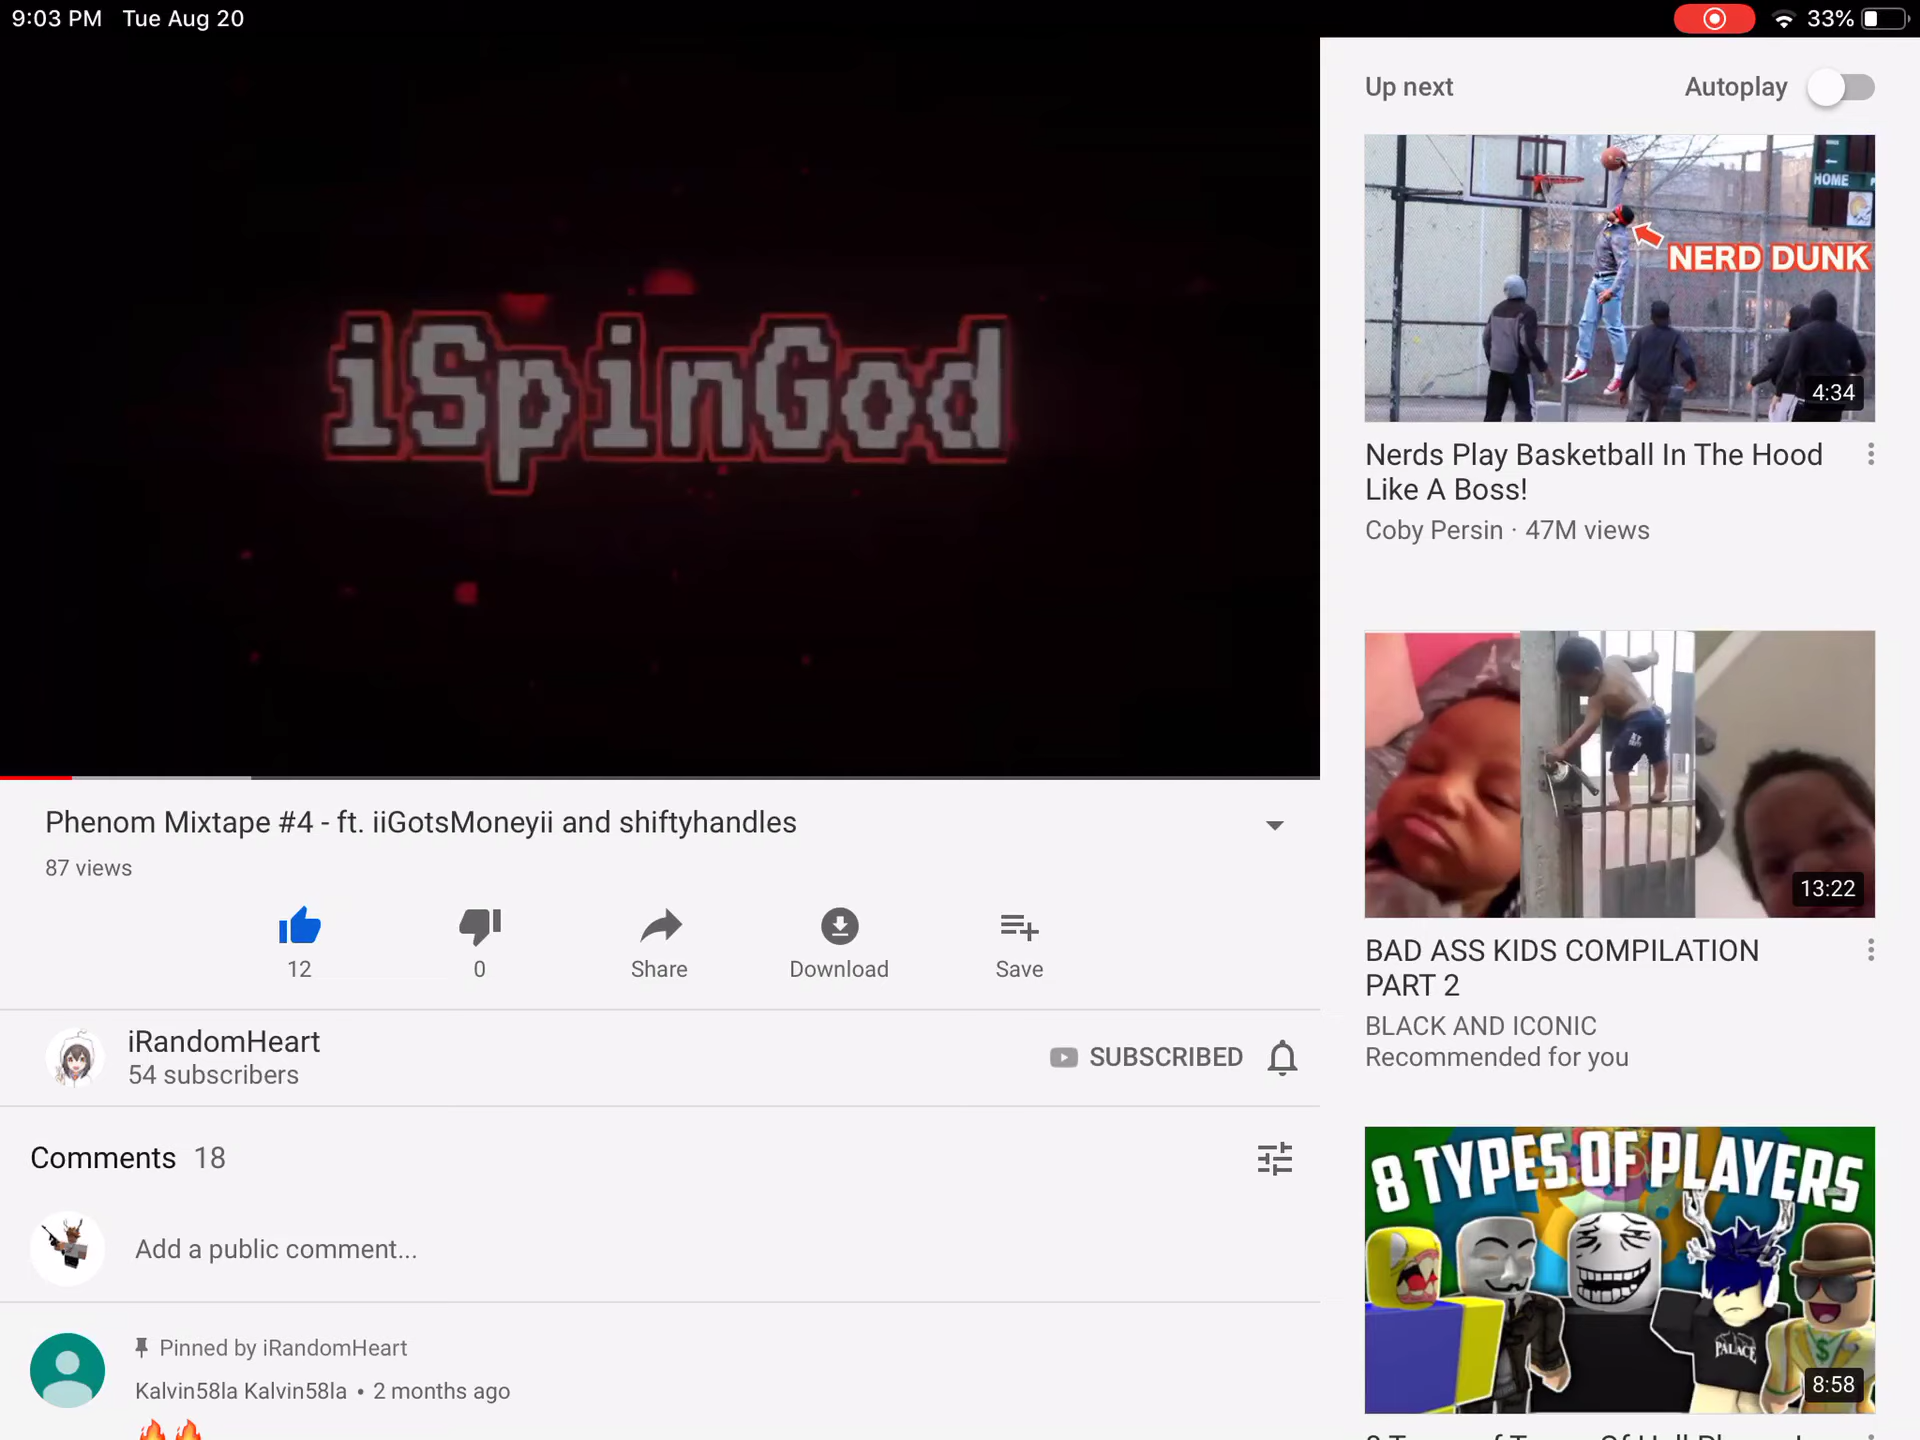 9:03 PM Tue Aug 20
33%
iSpinGod
Phenom Mixtape #4 - ft. iiGotsMoneyii and shiftyhandles
87 views
12
0
Share
Download
Save
iRandomHeart
54 subscribers
SUBSCRIBED
Comments 18
Add a public comment...
Pinned by iRandomHeart
Kalvin58la Kalvin58la • 2 months ago
🔥🔥
Up next
Autoplay
HOME
NERD DUNK
4:34
Nerds Play Basketball In The Hood
Like A Boss!
Coby Persin · 47M views
13:22
BAD ASS KIDS COMPILATION
PART 2
BLACK AND ICONIC
Recommended for you
8 TYPES OF PLAYERS
PALACE
8:58